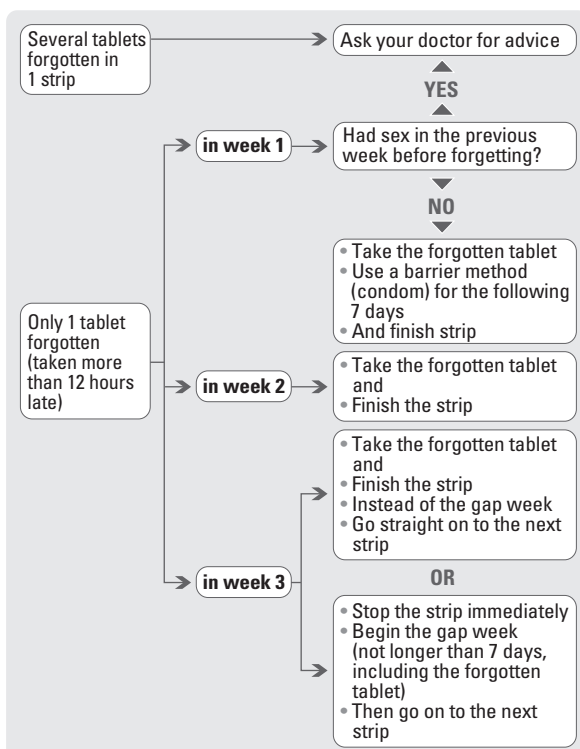 Several tablets
forgotten in
1 strip
Ask your doctor for advice
YES
in week 1
Had sex in the previous
week before forgetting?
NO
• Take the forgotten tablet
• Use a barrier method
(condom) for the following
7 days
• And finish strip
Only 1 tablet
forgotten
(taken more
than 12 hours
late)
in week 2
• Take the forgotten tablet
and
• Finish the strip
in week 3
• Take the forgotten tablet
and
• Finish the strip
• Instead of the gap week
• Go straight on to the next
strip
OR
• Stop the strip immediately
• Begin the gap week
(not longer than 7 days,
including the forgotten
tablet)
• Then go on to the next
strip